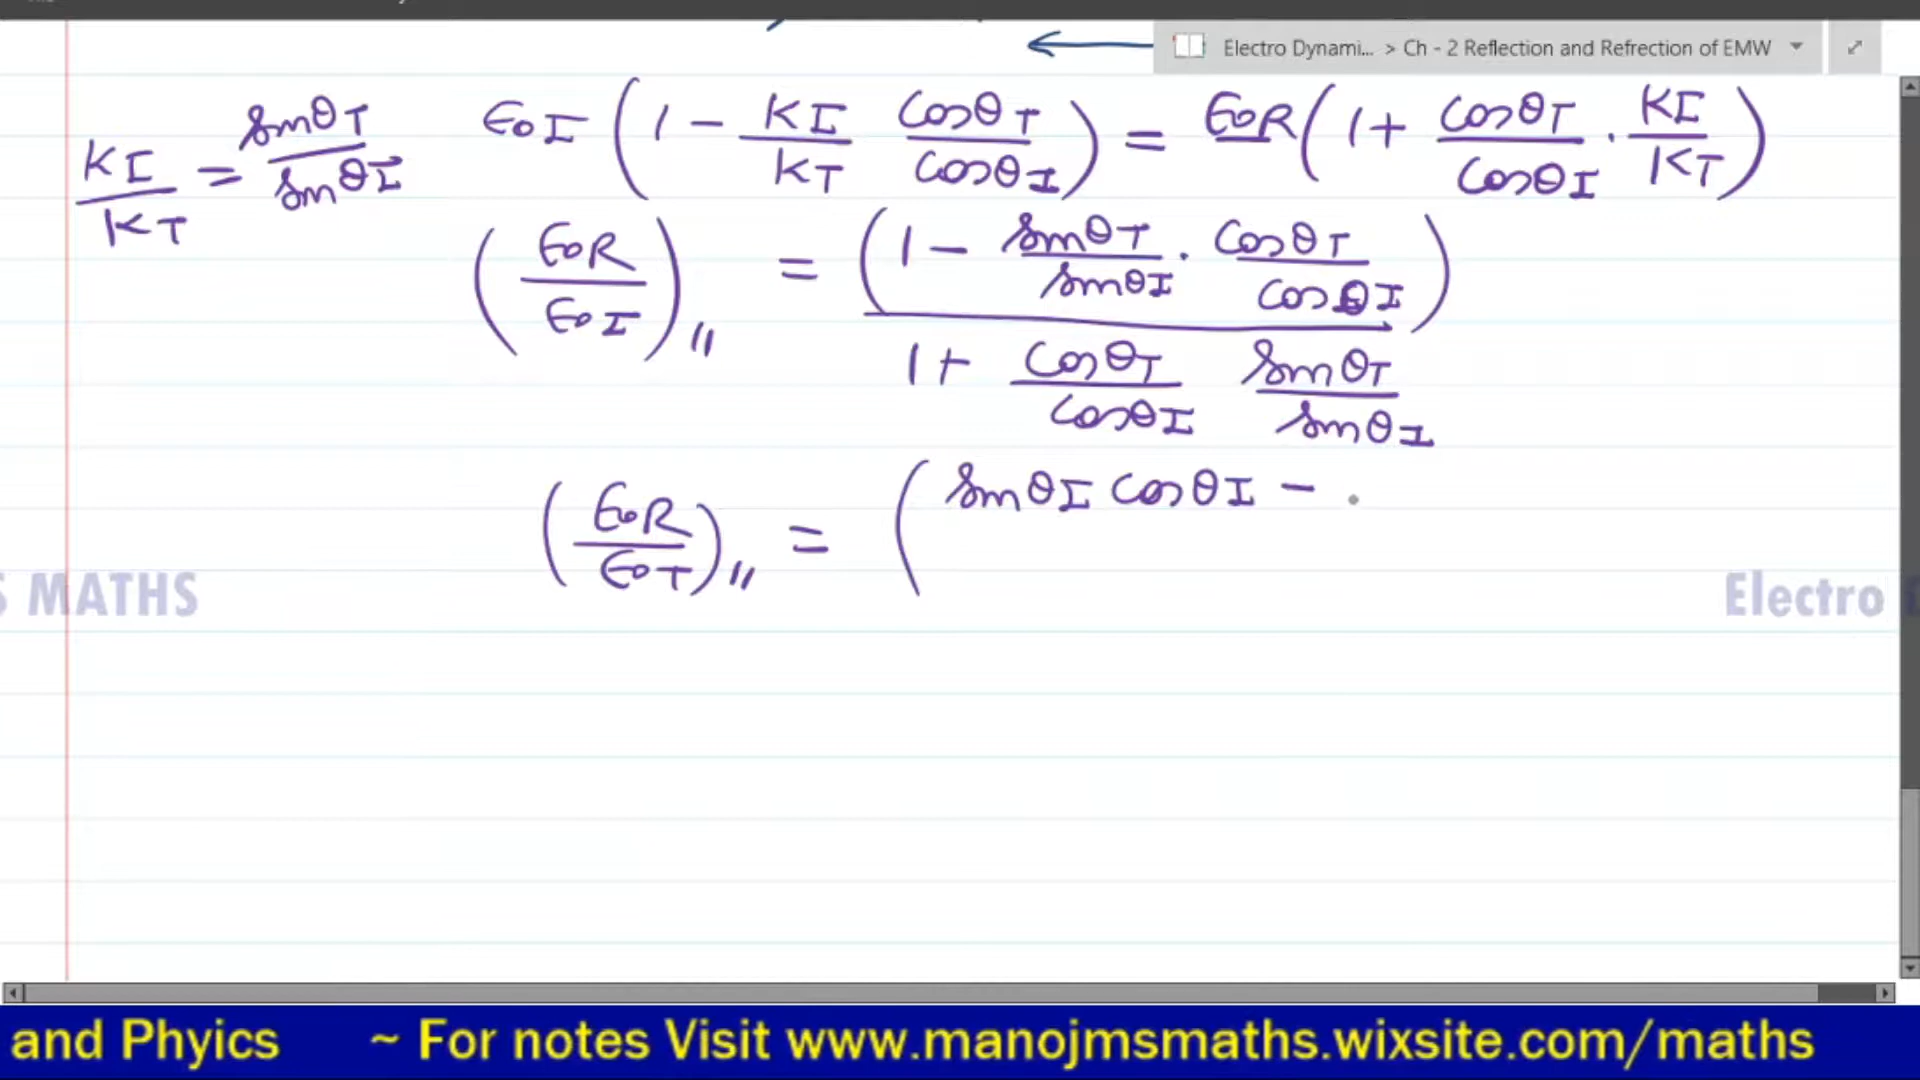 Electro Dynami... > Ch - 2 Reflection and Refrection of EMW
KI/KT = sinθT/sinθI   E₀I (1 - KI/KT cosθT/cosθI) = E₀R (1 + cosθT/cosθI · KI/KT)
(E₀R/E₀I)〃 = (1 - sinθT/sinθI · cosθT/cosθI) / 1 + cosθT/cosθI sinθT/sinθI
(E₀R/E₀T)〃 = ( sinθI cosθI -
S MATHS
Electro
and Phyics ~ For notes Visit www.manojmsmaths.wixsite.com/maths